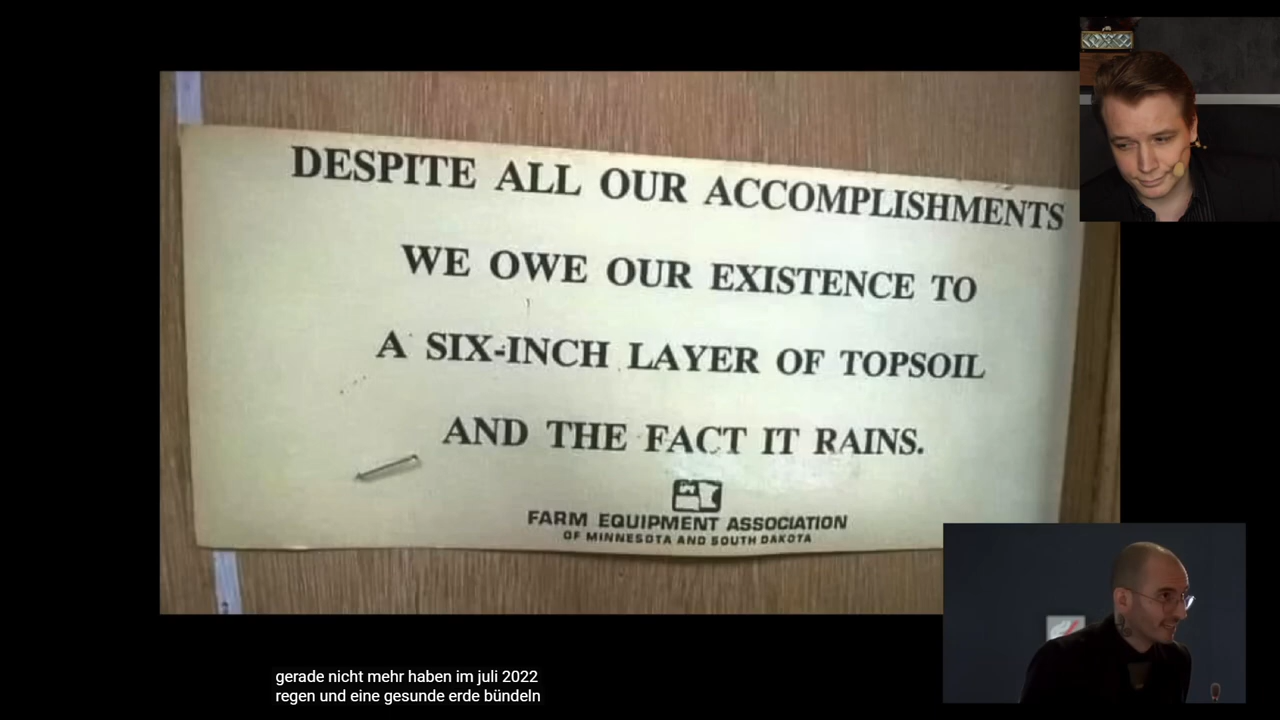 DESPITE ALL OUR ACCOMPLISHMENTS
WE OWE OUR EXISTENCE TO
A SIX-INCH LAYER OF TOPSOIL
AND THE FACT IT RAINS.
FARM EQUIPMENT ASSOCIATION
OF MINNESOTA AND SOUTH DAKOTA
gerade nicht mehr haben im juli 2022
regen und eine gesunde erde bündeln